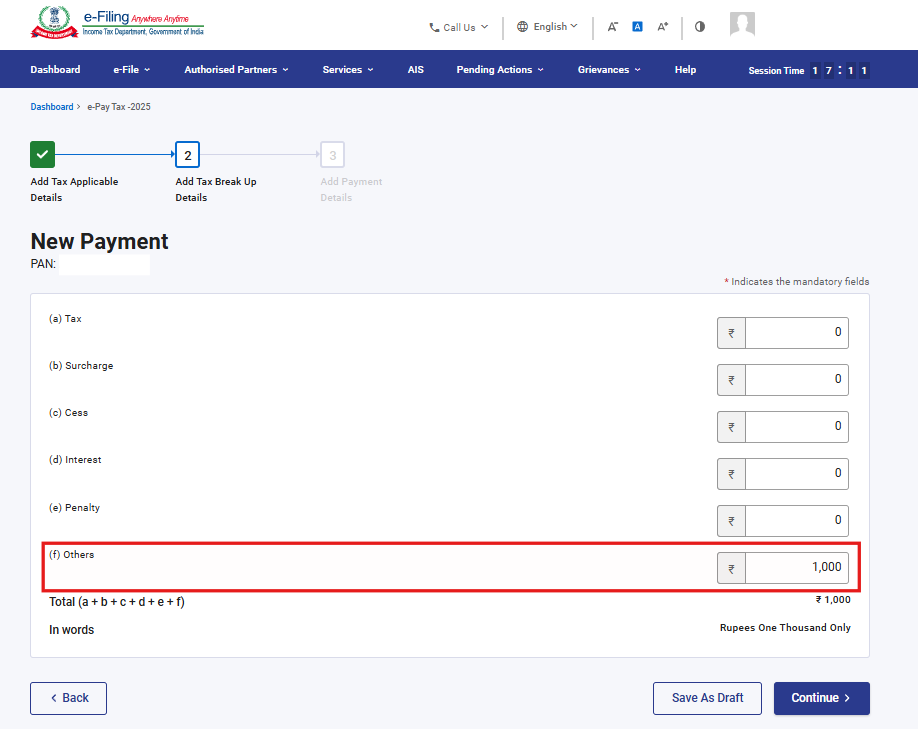 e-Filing Anywhere Anytime
Income Tax Department, Government of India
Call Us
English
A-
A
A+
Dashboard
e-File
Authorised Partners
Services
AIS
Pending Actions
Grievances
Help
Session Time 1 7 : 1 1
Dashboard > e-Pay Tax -2025
2
3
Add Tax Applicable Details
Add Tax Break Up Details
Add Payment Details
New Payment
PAN:
* Indicates the mandatory fields
(a) Tax
₹ 0
(b) Surcharge
₹ 0
(c) Cess
₹ 0
(d) Interest
₹ 0
(e) Penalty
₹ 0
(f) Others
₹ 1,000
Total (a + b + c + d + e + f)
₹ 1,000
In words
Rupees One Thousand Only
< Back
Save As Draft
Continue >